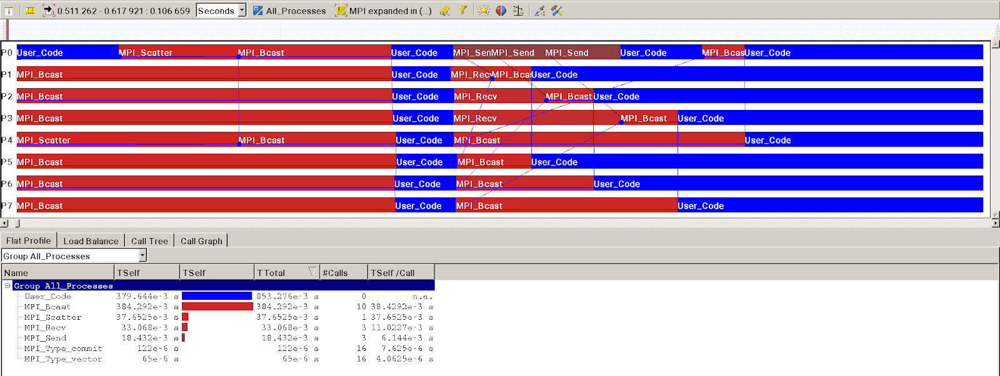 0.511 262 - 0.617 921 : 0.106 659 Seconds All_Processes MPI expanded in (...)
P0 User_Code MPI_Scatter MPI_Bcast User_Code MPI_Sen MPI_Send MPI_Send User_Code MPI_Bcas User_Code
P1 MPI_Bcast User_Code MPI_Recv MPI_Bcas User_Code
P2 MPI_Bcast User_Code MPI_Recv MPI_Bcast User_Code
P3 MPI_Bcast User_Code MPI_Recv MPI_Bcast User_Code
P4 MPI_Scatter MPI_Bcast User_Code MPI_Bcast User_Code
P5 MPI_Bcast User_Code MPI_Bcast User_Code
P6 MPI_Bcast User_Code MPI_Bcast User_Code
P7 MPI_Bcast User_Code MPI_Bcast User_Code
Flat Profile Load Balance Call Tree Call Graph
Group All_Processes
Name TSelf TSelf TTotal #Calls TSelf /Call
Group All_Processes
User_Code 379.644e-3 s 853.276e-3 s 0 n.a.
MPI_Bcast 384.292e-3 s 384.292e-3 s 10 38.4292e-3 s
MPI_Scatter 37.6525e-3 s 37.6525e-3 s 1 37.6525e-3 s
MPI_Recv 33.068e-3 s 33.068e-3 s 3 11.0227e-3 s
MPI_Send 18.432e-3 s 18.432e-3 s 3 6.144e-3 s
MPI_Type_commit 122e-6 s 122e-6 s 16 7.625e-6 s
MPI_Type_vector 65e-6 s 65e-6 s 16 4.0625e-6 s